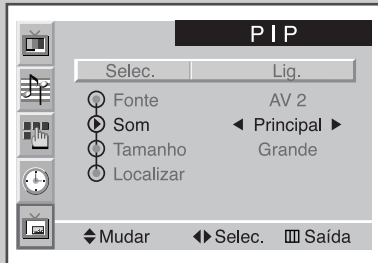 PIP
Selec. Lig.
Fonte AV 2
Som ◀ Principal ▶
Tamanho Grande
Localizar
Mudar Selec. Saída